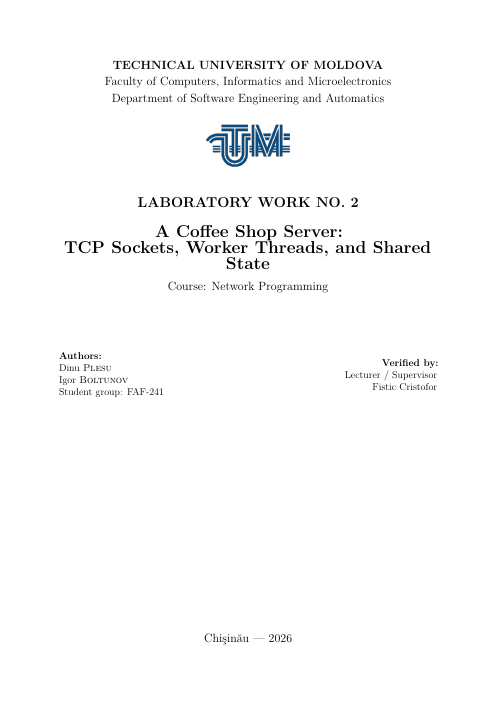 TECHNICAL UNIVERSITY OF MOLDOVA
Faculty of Computers, Informatics and Microelectronics
Department of Software Engineering and Automatics
UTM
LABORATORY WORK NO. 2
A Coffee Shop Server:
TCP Sockets, Worker Threads, and Shared
State
Course: Network Programming
Authors:
Dinu Plesu
Igor Boltunov
Student group: FAF-241
Verified by:
Lecturer / Supervisor
Fistic Cristofor
Chişinău — 2026